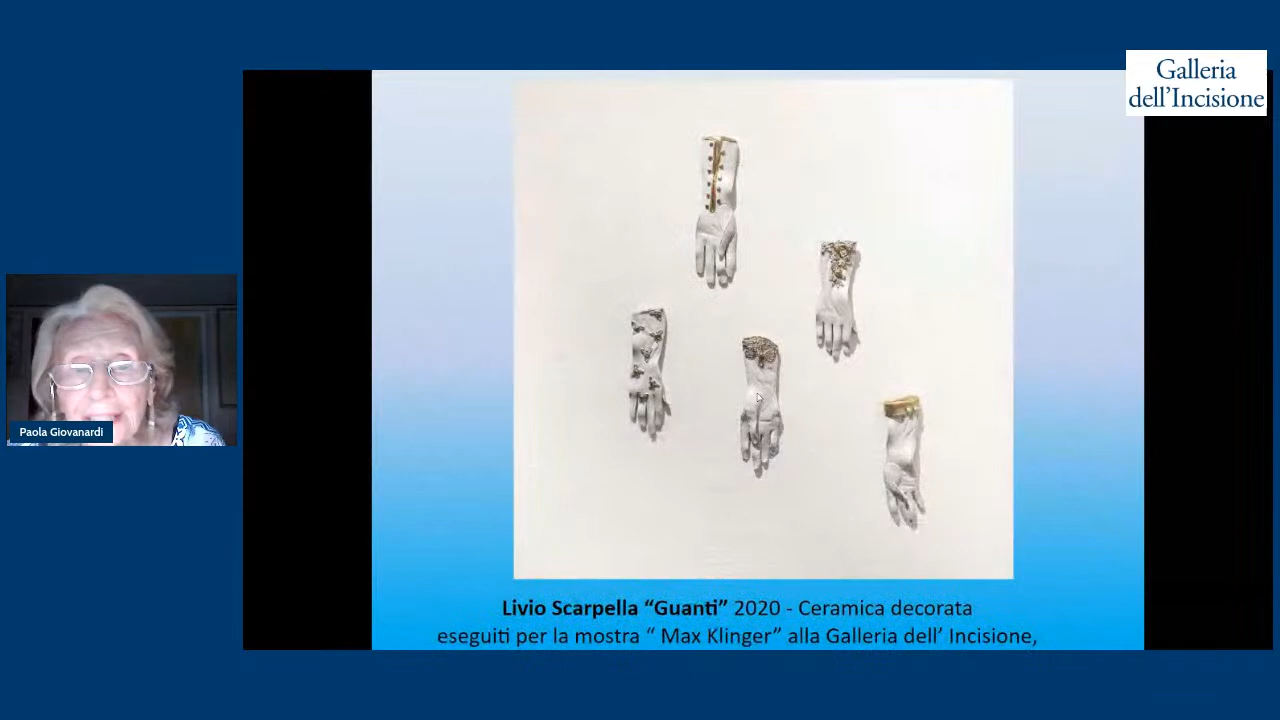 Galleria
dell'Incisione
Paola Giovanardi
Livio Scarpella “Guanti” 2020 - Ceramica decorata
eseguiti per la mostra “ Max Klinger” alla Galleria dell’ Incisione,